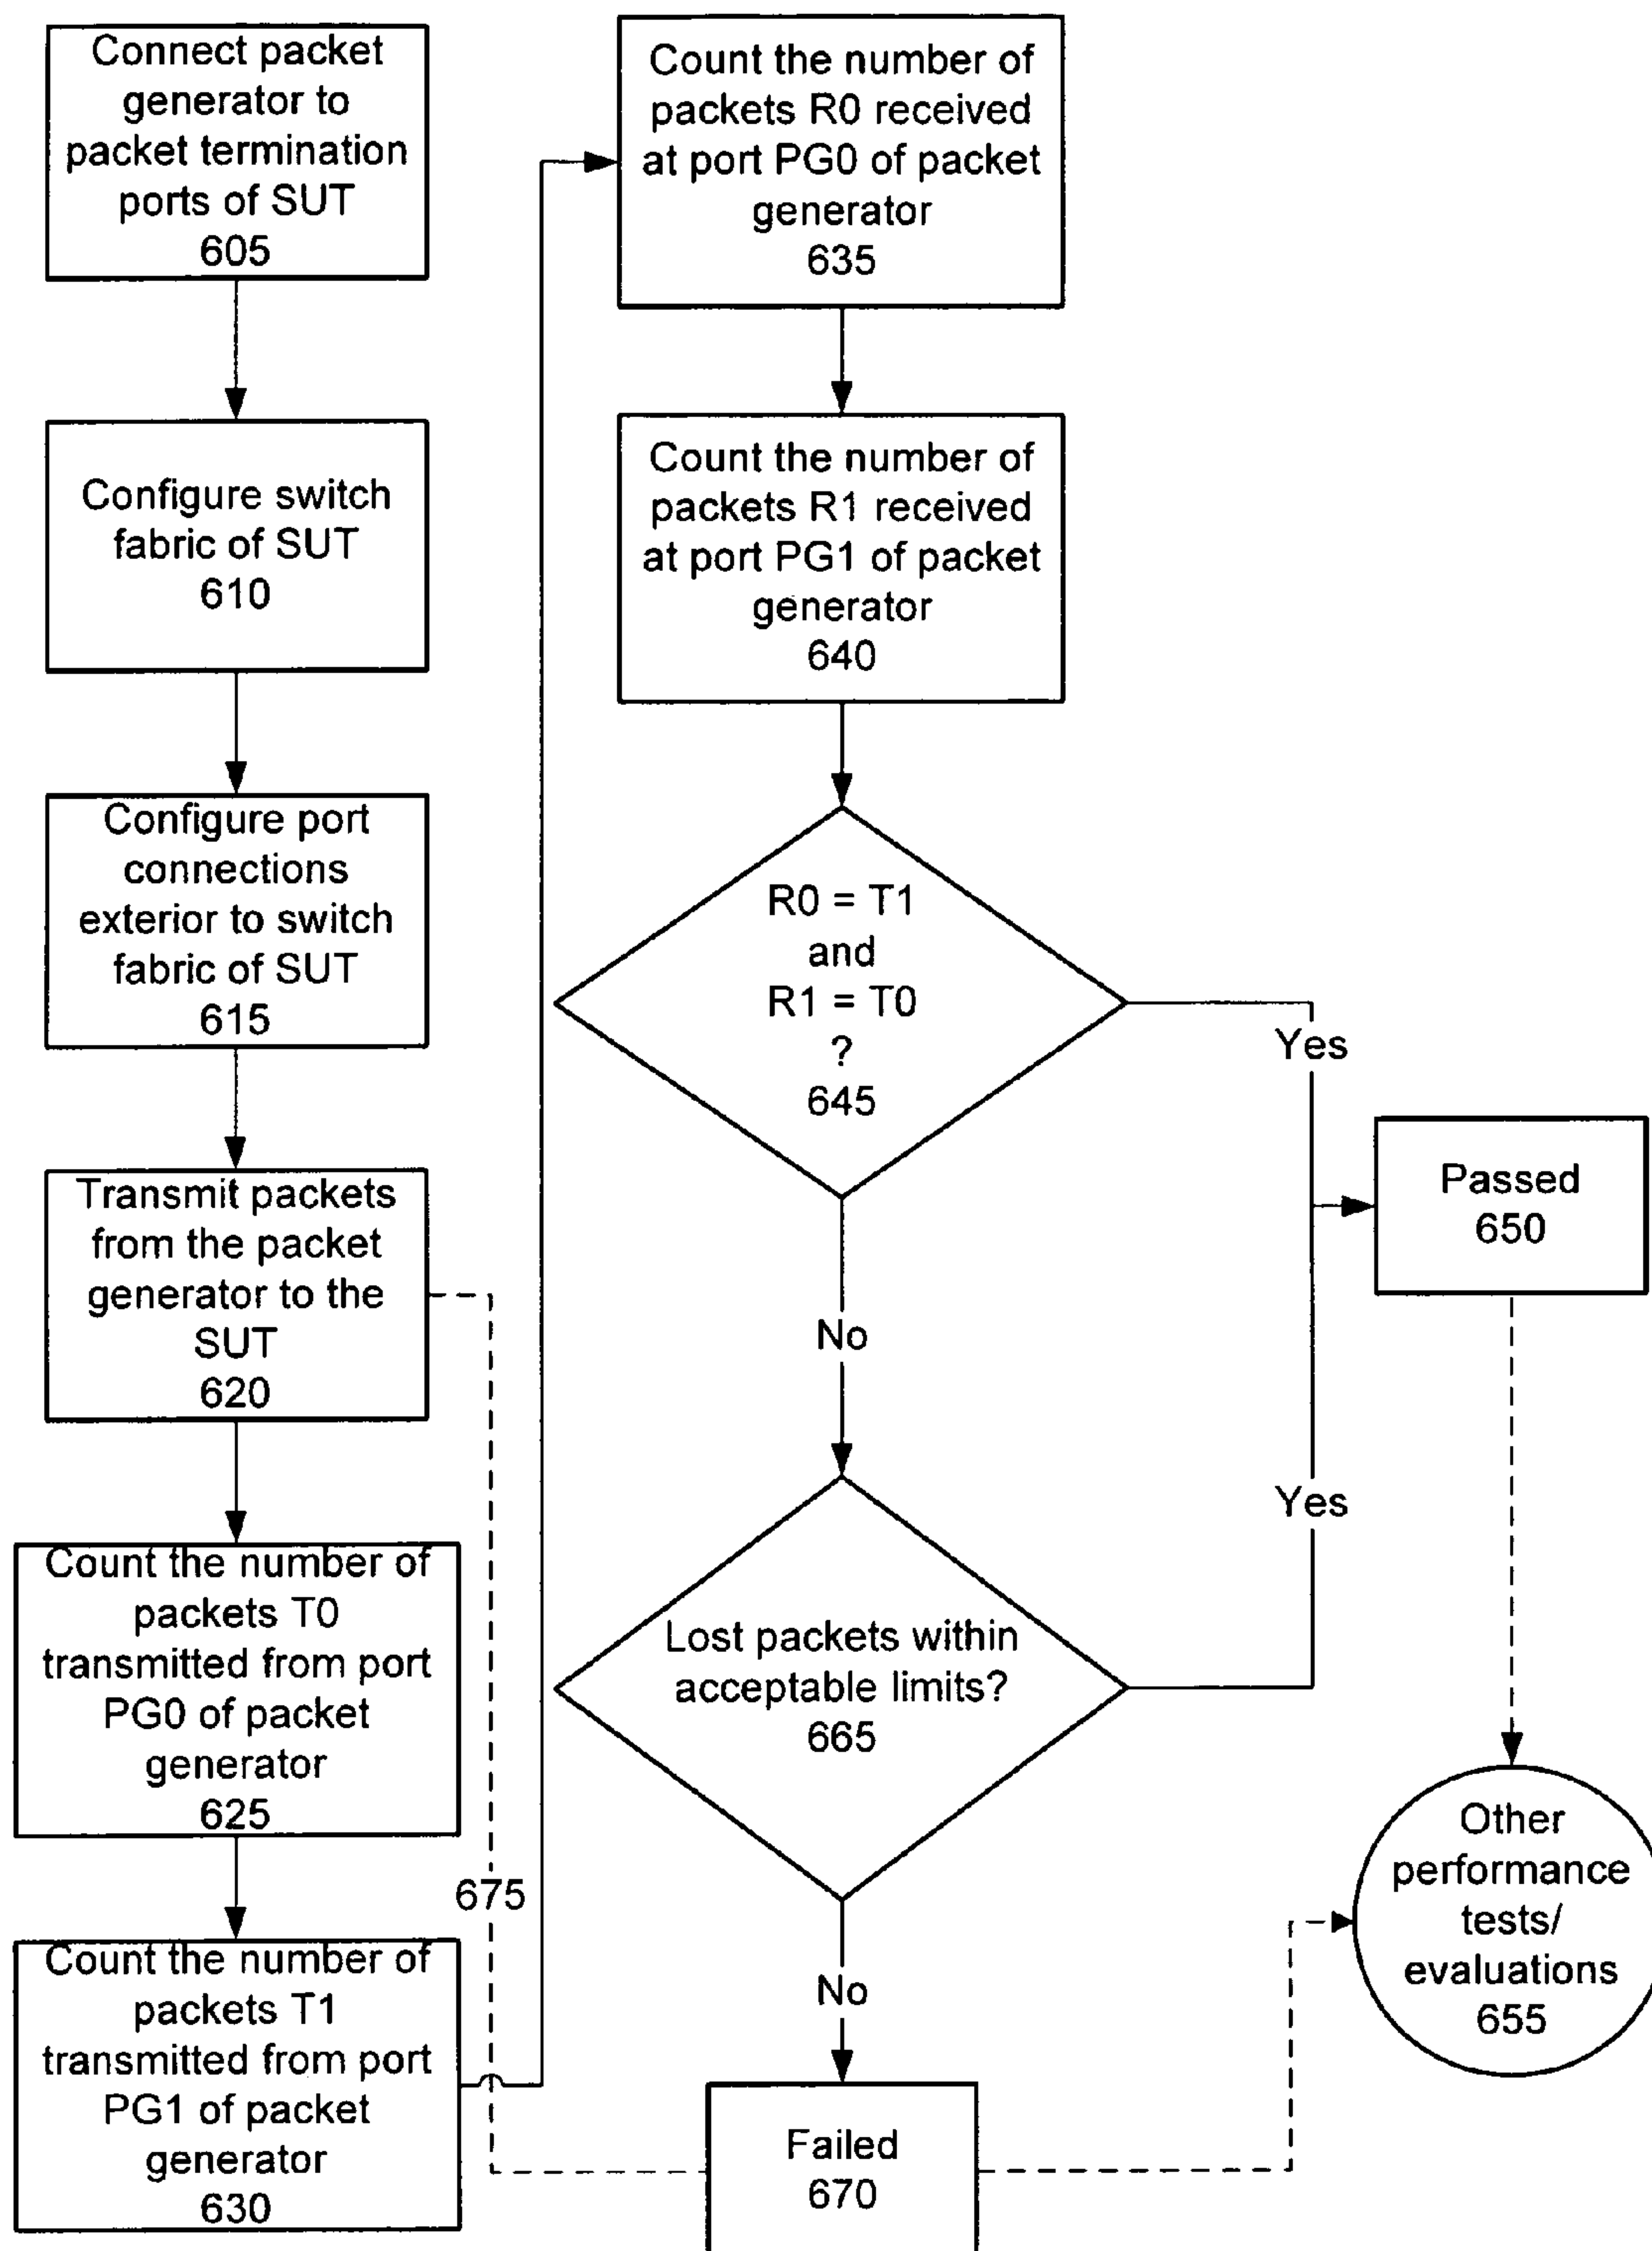 Connect packet
generator to
packet termination
ports of SUT
605
Configure switch
fabric of SUT
610
Configure port
connections
exterior to switch
fabric of SUT
615
Transmit packets
from the packet
generator to the
SUT
620
Count the number of
packets T0
transmitted from port
PG0 of packet
generator
625
675
Count the number of
packets T1
transmitted from port
PG1 of packet
generator
630
Count the number of
packets R0 received
at port PG0 of packet
generator
635
Count the number of
packets R1 received
at port PG1 of packet
generator
640
R0 = T1
and
R1 = T0
?
645
Yes
No
Passed
650
Lost packets within
acceptable limits?
665
Yes
No
Failed
670
Other
performance
tests/
evaluations
655